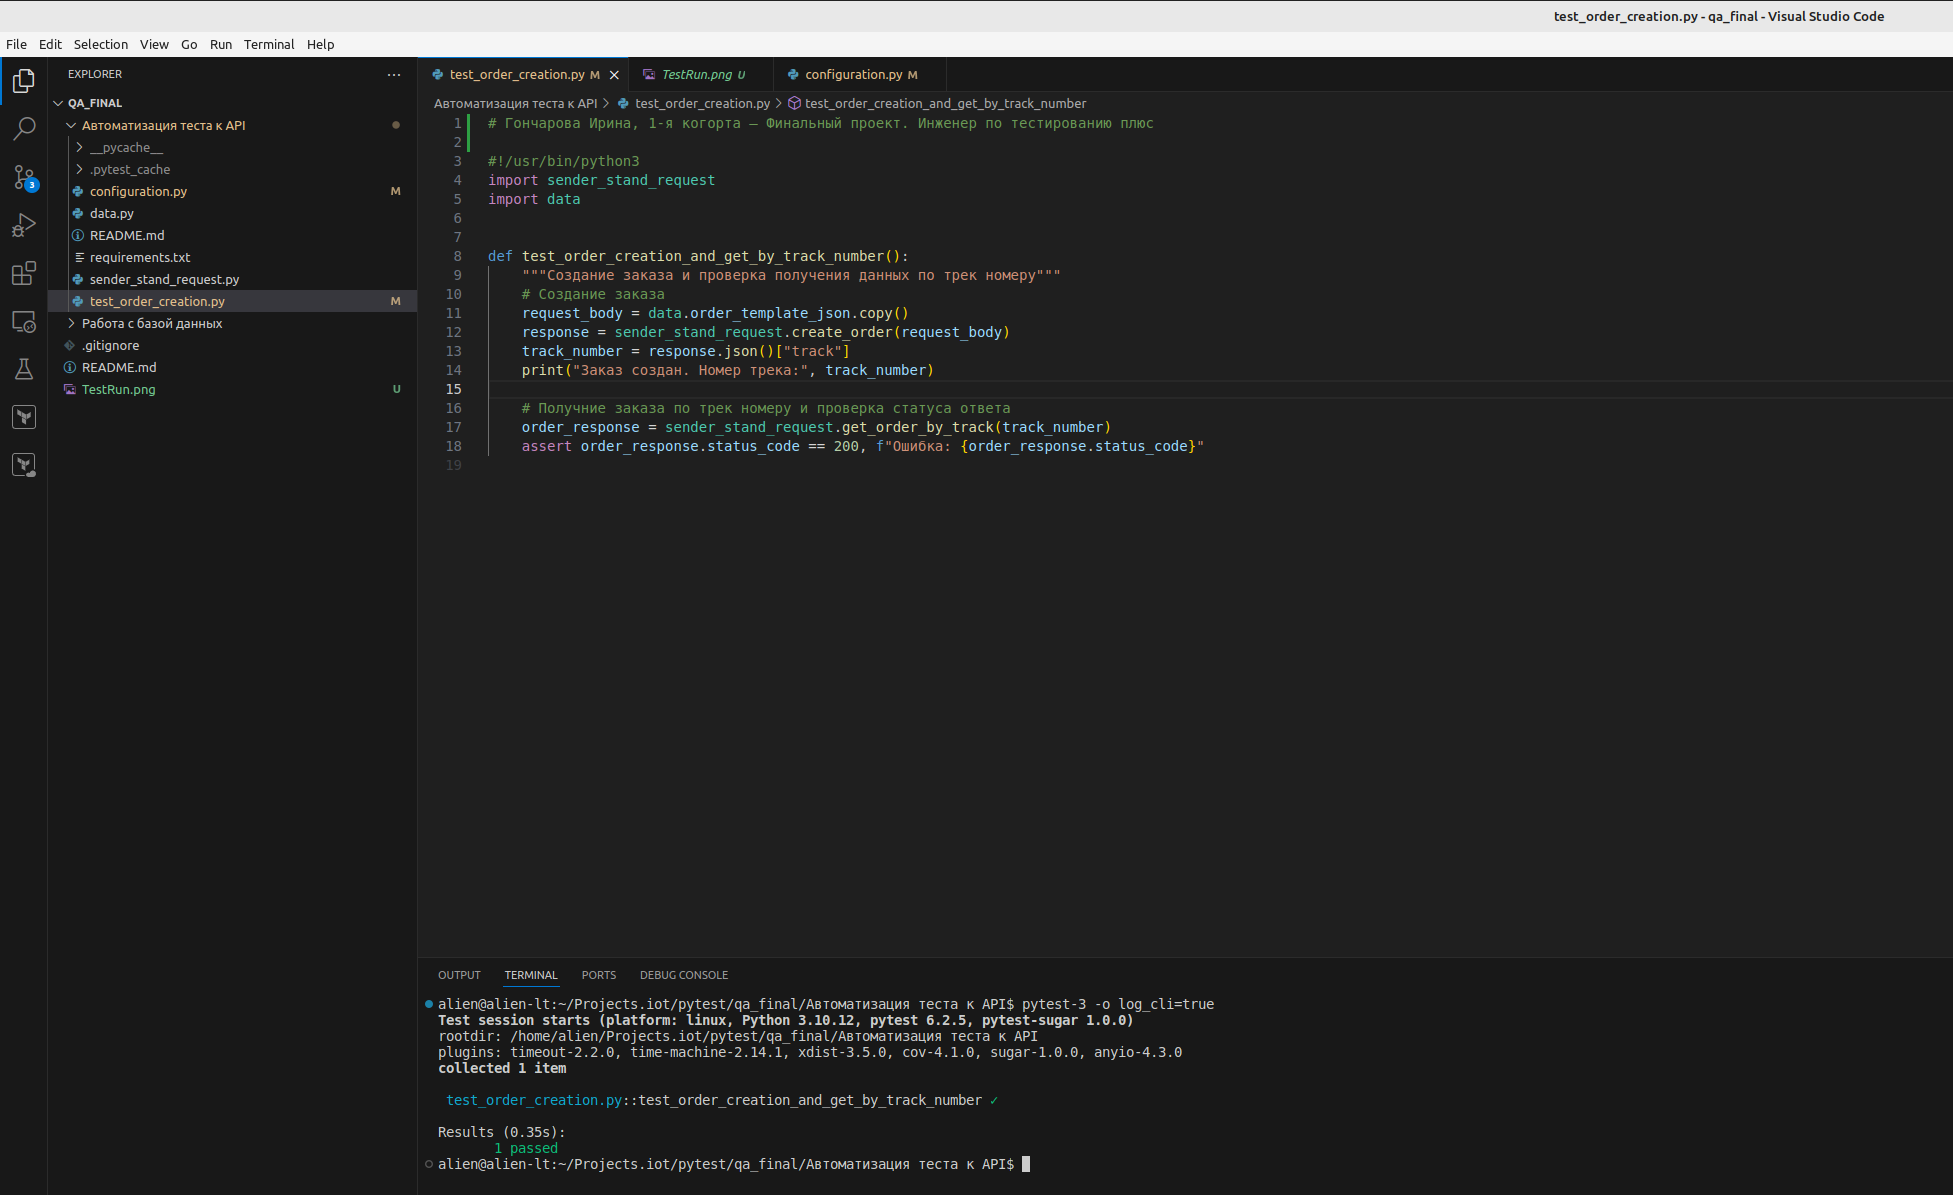 test_order_creation.py - qa_final - Visual Studio Code
File Edit Selection View Go Run Terminal Help
EXPLORER
QA_FINAL
Автоматизация теста к API
__pycache__
.pytest_cache
configuration.py M
data.py
README.md
requirements.txt
sender_stand_request.py
test_order_creation.py M
Работа с базой данных
.gitignore
README.md
TestRun.png U
3
test_order_creation.py M
TestRun.png U
configuration.py M
Автоматизация теста к API > test_order_creation.py > test_order_creation_and_get_by_track_number
1 # Гончарова Ирина, 1-я когорта — Финальный проект. Инженер по тестированию плюс
2
3 #!/usr/bin/python3
4 import sender_stand_request
5 import data
6
7
8 def test_order_creation_and_get_by_track_number():
9 """Создание заказа и проверка получения данных по трек номеру"""
10 # Создание заказа
11 request_body = data.order_template_json.copy()
12 response = sender_stand_request.create_order(request_body)
13 track_number = response.json()["track"]
14 print("Заказ создан. Номер трека:", track_number)
15
16 # Получние заказа по трек номеру и проверка статуса ответа
17 order_response = sender_stand_request.get_order_by_track(track_number)
18 assert order_response.status_code == 200, f"Ошибка: {order_response.status_code}"
19
OUTPUT TERMINAL PORTS DEBUG CONSOLE
alien@alien-lt:~/Projects.iot/pytest/qa_final/Автоматизация теста к API$ pytest-3 -o log_cli=true
Test session starts (platform: linux, Python 3.10.12, pytest 6.2.5, pytest-sugar 1.0.0)
rootdir: /home/alien/Projects.iot/pytest/qa_final/Автоматизация теста к API
plugins: timeout-2.2.0, time-machine-2.14.1, xdist-3.5.0, cov-4.1.0, sugar-1.0.0, anyio-4.3.0
collected 1 item
test_order_creation.py::test_order_creation_and_get_by_track_number ✓
Results (0.35s):
1 passed
alien@alien-lt:~/Projects.iot/pytest/qa_final/Автоматизация теста к API$